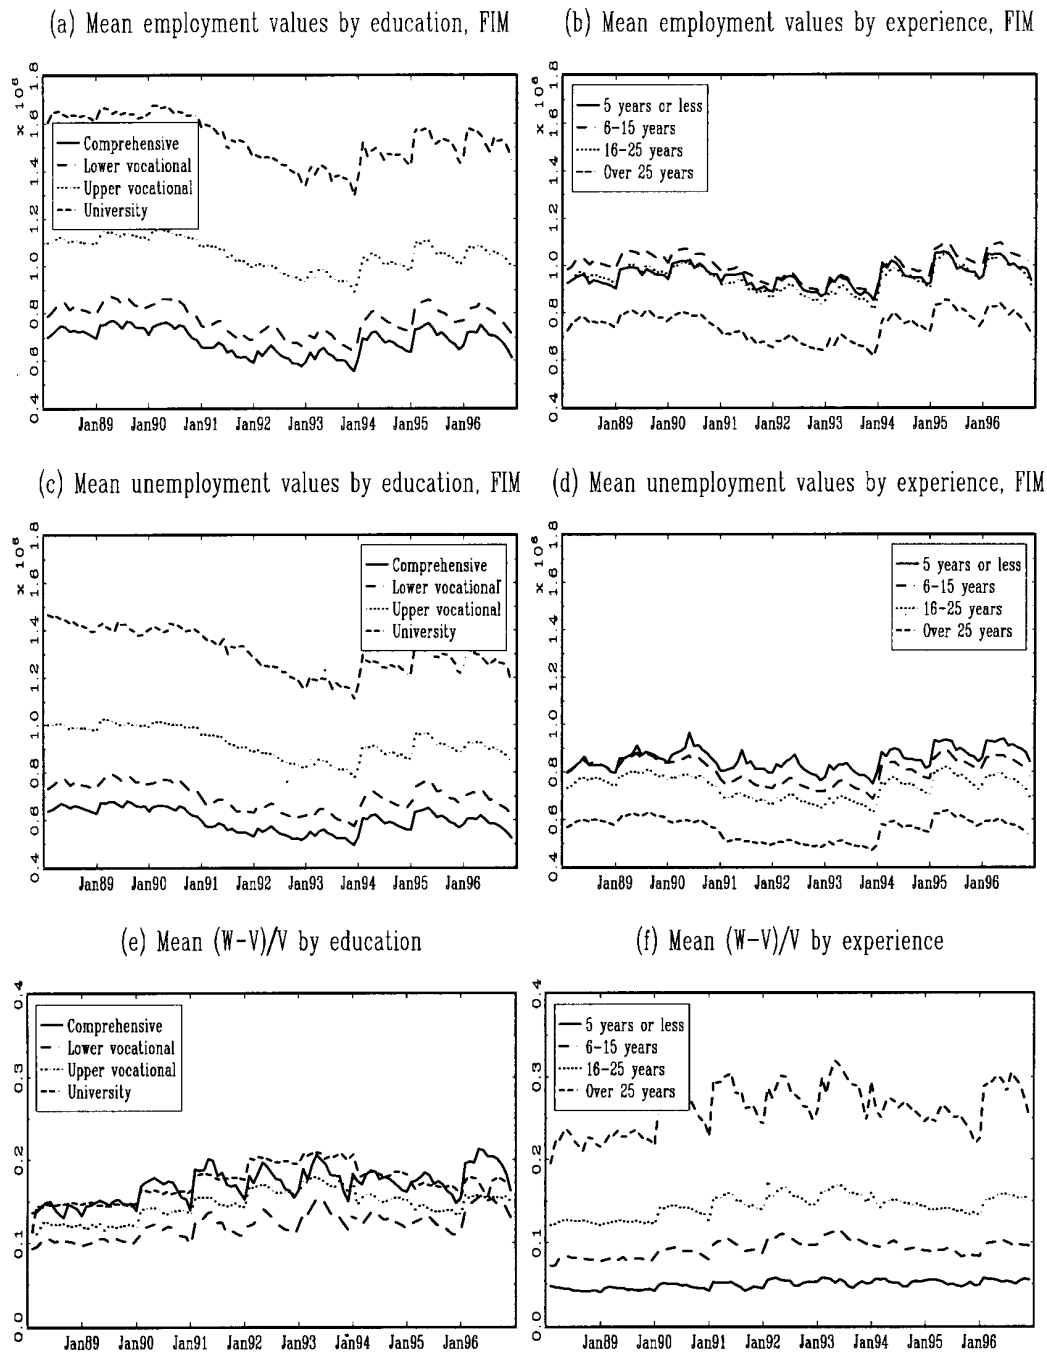 (a) Mean employment values by education, FIM
x 10⁶
1.8
1.6
1.4
1.2
1.0
0.8
0.6
0.4
Comprehensive
Lower vocational
Upper vocational
University
Jan89 Jan90 Jan91 Jan92 Jan93 Jan94 Jan95 Jan96
(b) Mean employment values by experience, FIM
x 10⁶
1.8
1.6
1.4
1.2
1.0
0.8
0.6
0.4
5 years or less
6-15 years
16-25 years
Over 25 years
Jan89 Jan90 Jan91 Jan92 Jan93 Jan94 Jan95 Jan96
(c) Mean unemployment values by education, FIM
x 10⁶
1.8
1.6
1.4
1.2
1.0
0.8
0.6
0.4
Comprehensive
Lower vocational
Upper vocational
University
Jan89 Jan90 Jan91 Jan92 Jan93 Jan94 Jan95 Jan96
(d) Mean unemployment values by experience, FIM
x 10⁶
1.8
1.6
1.4
1.2
1.0
0.8
0.6
0.4
5 years or less
6-15 years
16-25 years
Over 25 years
Jan89 Jan90 Jan91 Jan92 Jan93 Jan94 Jan95 Jan96
(e) Mean (W-V)/V by education
0.4
0.3
0.2
0.1
0.0
Comprehensive
Lower vocational
Upper vocational
University
Jan89 Jan90 Jan91 Jan92 Jan93 Jan94 Jan95 Jan96
(f) Mean (W-V)/V by experience
0.4
0.3
0.2
0.1
0.0
5 years or less
6-15 years
16-25 years
Over 25 years
Jan89 Jan90 Jan91 Jan92 Jan93 Jan94 Jan95 Jan96